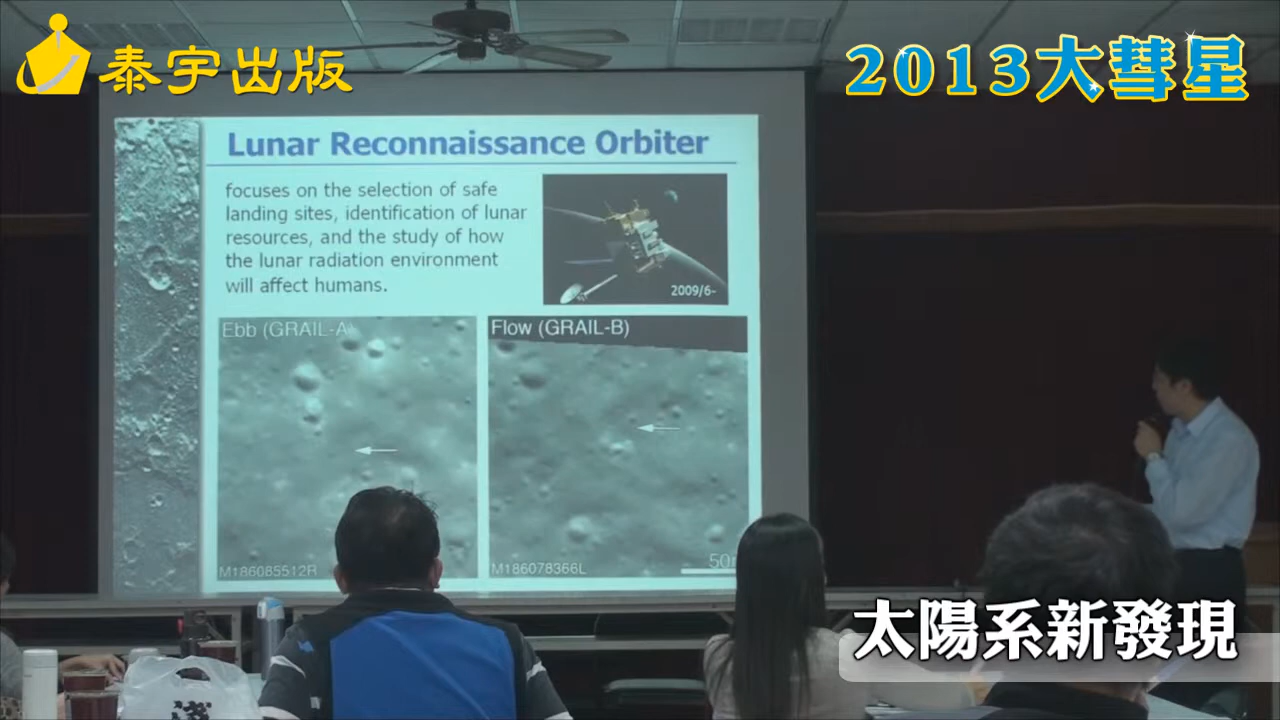 泰宇出版
2013大彗星
Lunar Reconnaissance Orbiter
focuses on the selection of safe
landing sites, identification of lunar
resources, and the study of how
the lunar radiation environment
will affect humans.
2009/6-
Ebb (GRAIL-A)
Flow (GRAIL-B)
M186085512R
M186078366L
太陽系新發現